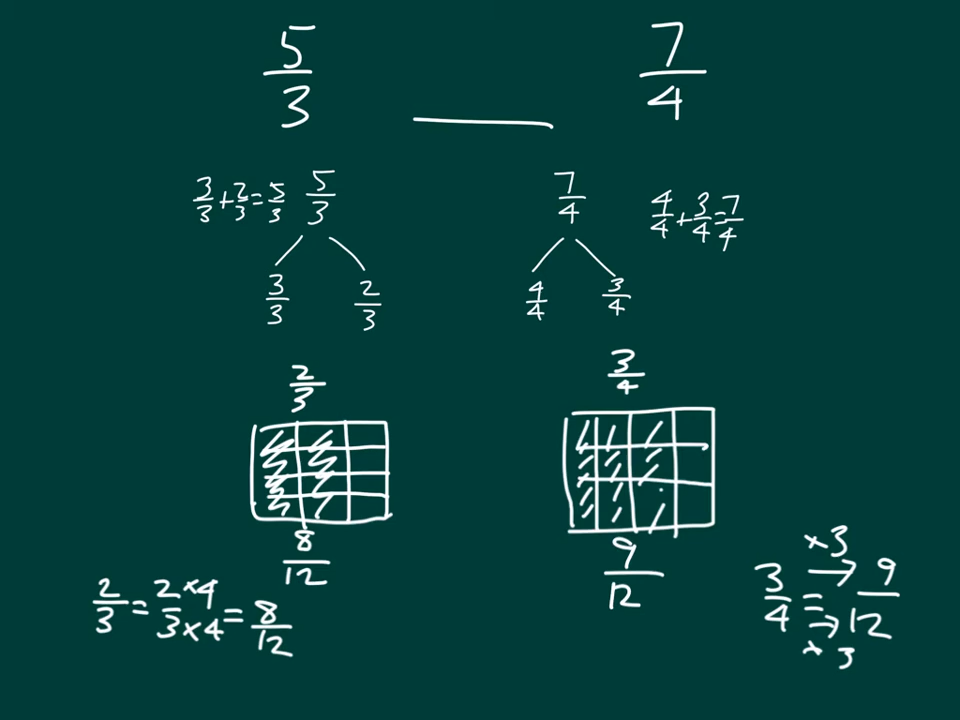 5/3 ___ 7/4
3/3 + 2/3 = 5/3
5/3
7/4
4/4 + 3/4 = 7/4
3/3 2/3
4/4 3/4
2/3
3/4
8/12
9/12
2/3 = 2×4/3×4 = 8/12
×3
3/4 = 9/12
× 3